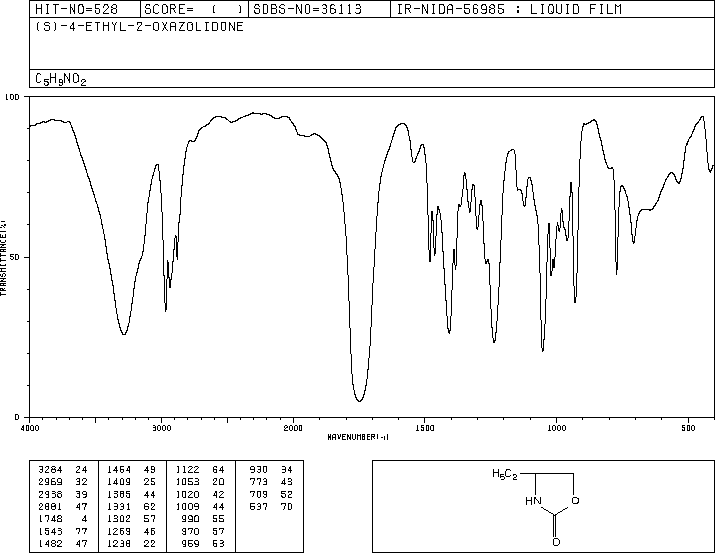 HIT-NO=528 SCORE= ( ) SDBS-NO=36113 IR-NIDA-56985 : LIQUID FILM
(S)-4-ETHYL-2-OXAZOLIDONE
C5H9NO2
100
50
0
TRANSMITTANCE(%)
4000 3000 2000 1500 1000 500
WAVENUMBER(-1)
3284 24 1464 49 1122 64 930 34
2969 32 1409 25 1053 20 773 43
2938 39 1385 44 1020 42 709 52
2881 47 1331 62 1009 44 537 70
1748 4 1302 57 990 55
1543 77 1269 46 970 57
1482 47 1238 22 959 53
H5C2
HN
O
O